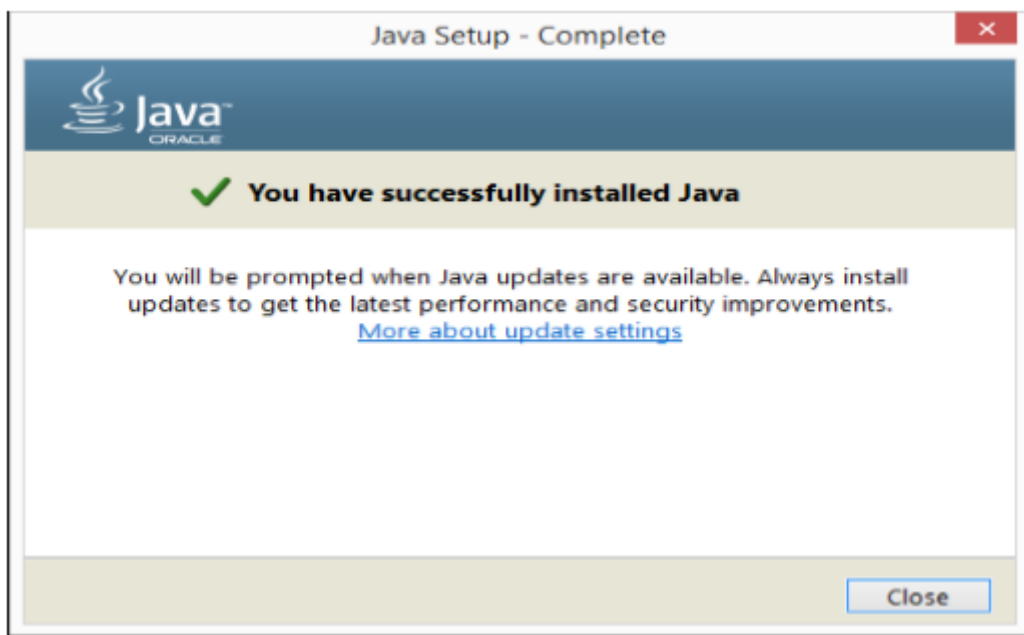 Java Setup - Complete
Java™
ORACLE
You have successfully installed Java
You will be prompted when Java updates are available. Always install
updates to get the latest performance and security improvements.
More about update settings
Close